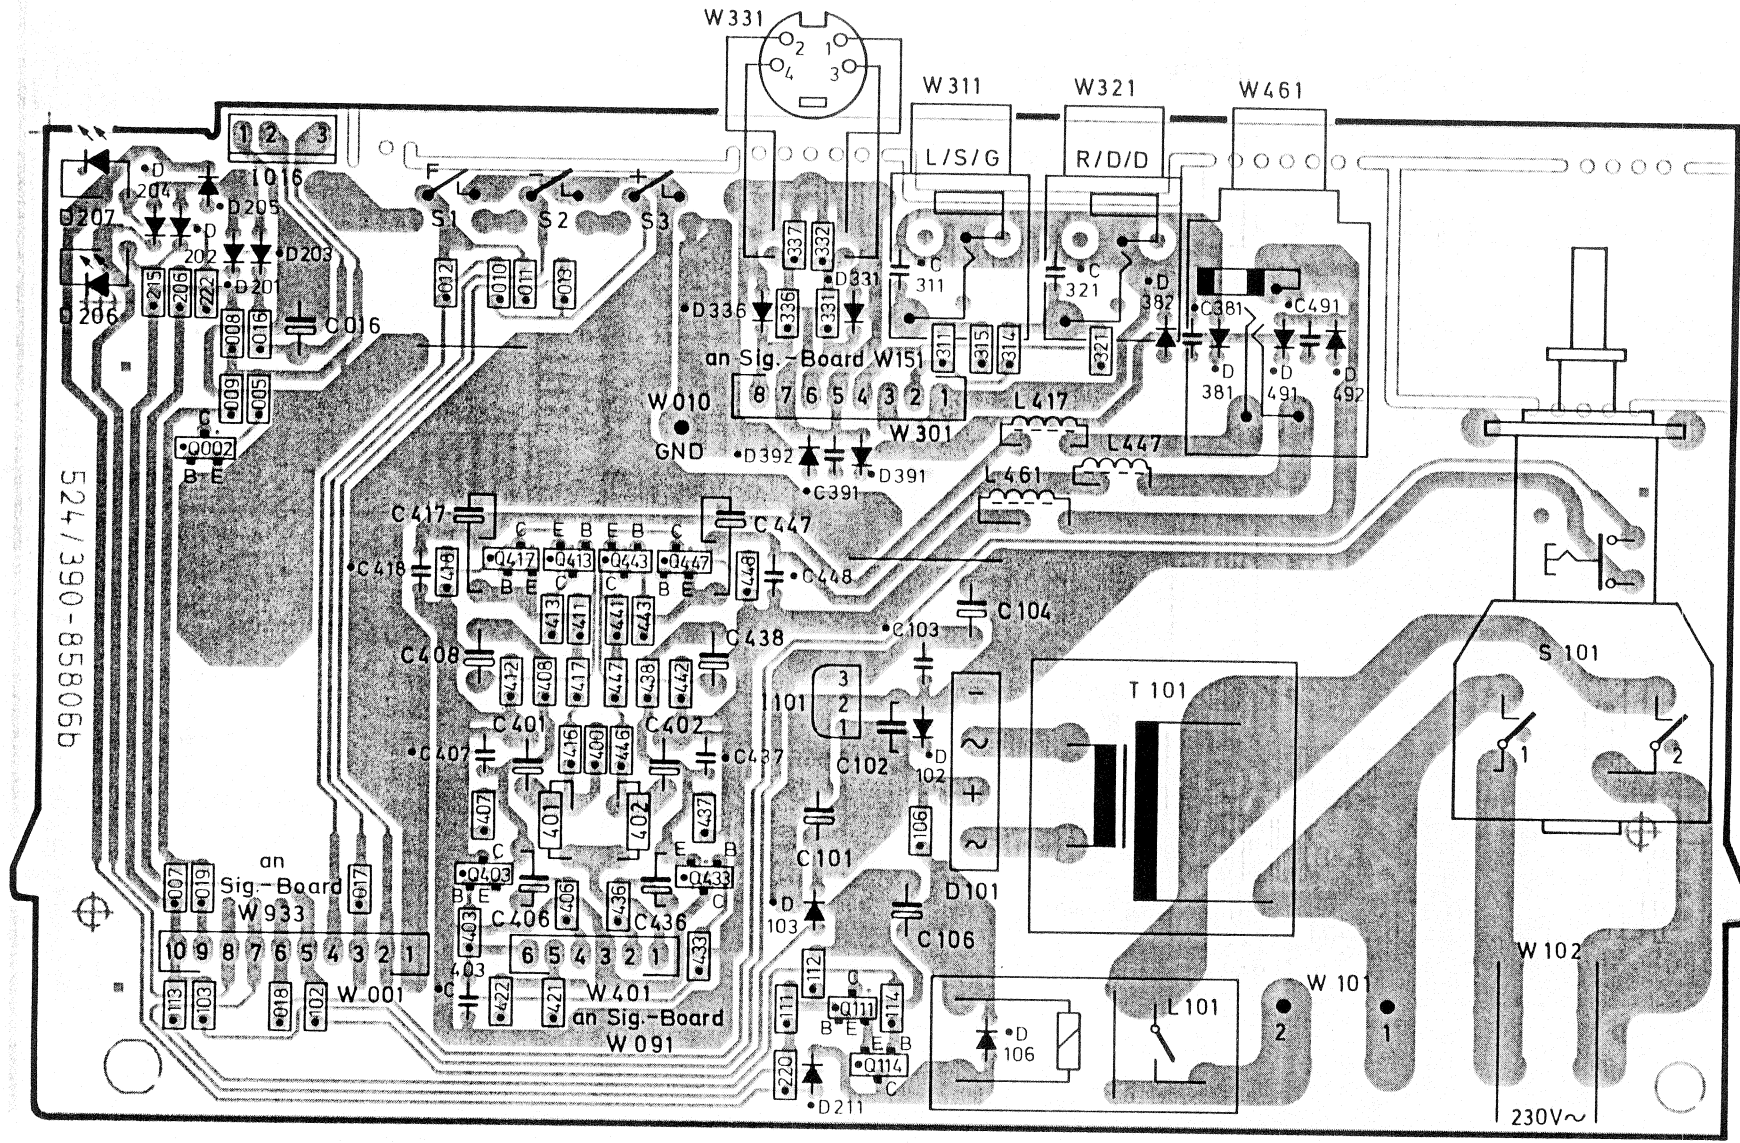 W331
2 1
4 3
W311 W321 W461
1 2 3
L/S/G R/D/D
D 204
I016
F - +
D207
D205
S1 S2 S3
D 202
D203
D201
337 332
C 311
C 321
D331
D 382
C381
C491
012 010 011 013
215 206 222
D206
D336
336 331
008 016
C016
an Sig.-Board W151
311 315 314 321
D 381
D 491
D 492
8 7 6 5 4 3 2 1
009 005
W010
GND
L417
W301
C
Q002
B E
D392
D391
C391
L447
L461
524/390-85806b
C417
C447
C E B E B C
Q417 Q413 Q443 Q447
B E C C B E
C418
418
448
C448
413 411 441 443
C104
C103
C408
C438
412 408 417 447 438 442
I101
3
2
1
-
~
+
~
T101
S101
1 2
C401
C402
416 400 446
C407
C437
C102
D 102
407
401
402
437
106
C101
C
Q403
B E
E B
Q433
C
D101
an
Sig.-Board
W933
007 019 017
C406
406 436
C436
403
433
D 103
C106
10 9 8 7 6 5 4 3 2 1
6 5 4 3 2 1
W102
C 403
112
113 103 018 102
W001
422 421
W401
an Sig.-Board
W091
111
C
Q111
B E
114
L101
W101
2 1
D 106
E B
Q114
C
220
D211
230V~